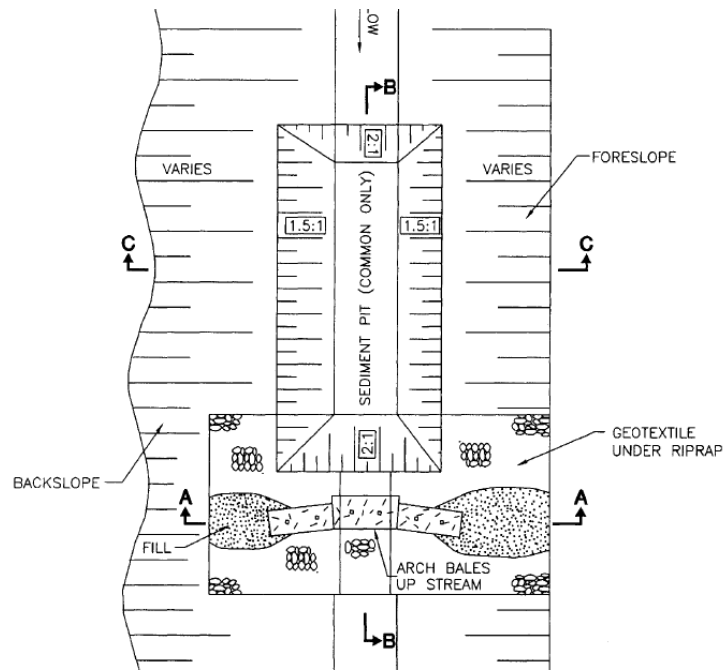 B
2:1
VARIES
VARIES
FORESLOPE
1.5:1
1.5:1
C
C
SEDIMENT PIT (COMMON ONLY)
2:1
GEOTEXTILE
UNDER RIPRAP
BACKSLOPE
A
A
FILL
ARCH BALES
UP STREAM
B